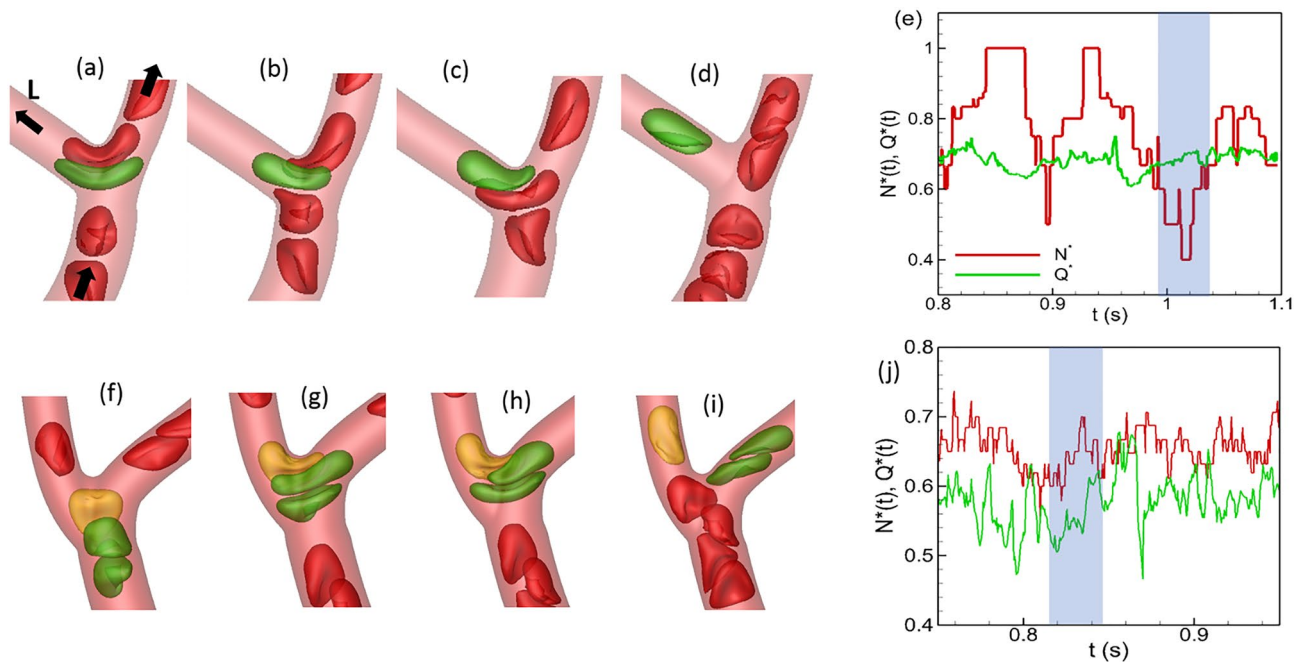 (a)
(b)
(c)
(d)
L
(e)
N*(t), Q*(t)
1
0.8
0.6
0.4
N*
Q*
0.8
0.9
1
1.1
t (s)
(f)
(g)
(h)
(i)
(j)
N*(t), Q*(t)
0.8
0.7
0.6
0.5
0.4
0.8
0.9
t (s)